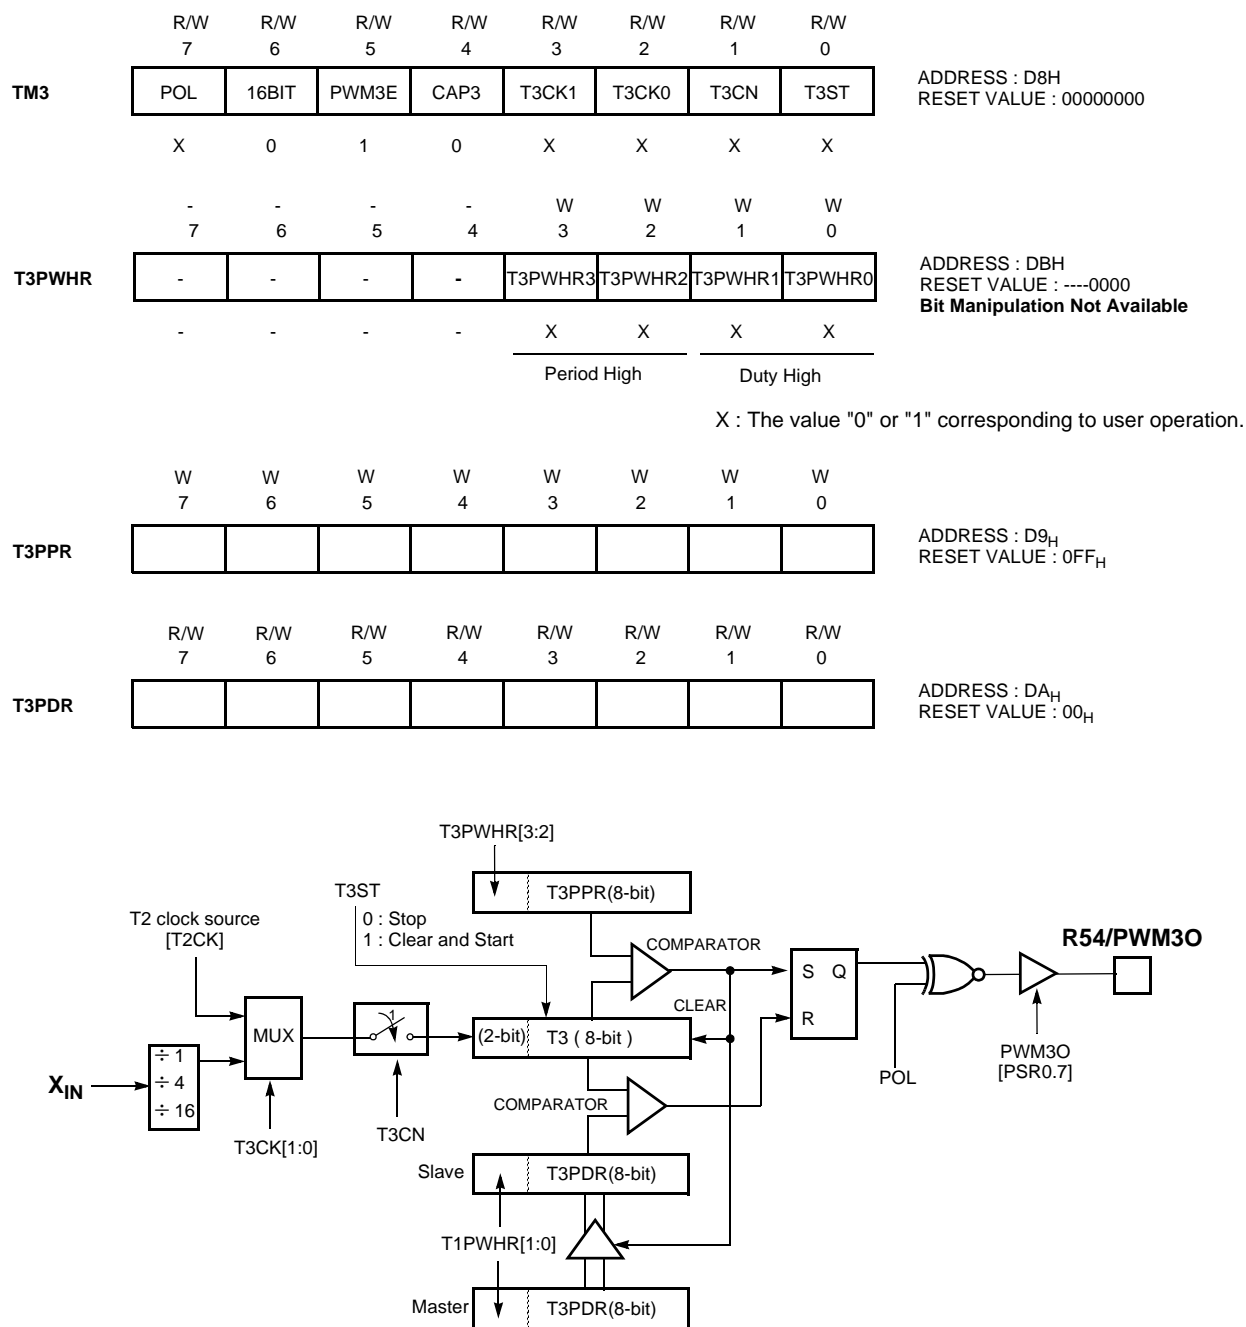 R/W R/W R/W R/W R/W R/W R/W R/W
7 6 5 4 3 2 1 0
TM3 POL 16BIT PWM3E CAP3 T3CK1 T3CK0 T3CN T3ST
ADDRESS : D8H
RESET VALUE : 00000000
X 0 1 0 X X X X
- - - - W W W W
7 6 5 4 3 2 1 0
T3PWHR - - - - T3PWHR3 T3PWHR2 T3PWHR1 T3PWHR0
ADDRESS : DBH
RESET VALUE : ----0000
Bit Manipulation Not Available
- - - - X X X X
Period High Duty High
X : The value "0" or "1" corresponding to user operation.
W W W W W W W W
7 6 5 4 3 2 1 0
T3PPR
ADDRESS : D9H
RESET VALUE : 0FFH
R/W R/W R/W R/W R/W R/W R/W R/W
7 6 5 4 3 2 1 0
T3PDR
ADDRESS : DAH
RESET VALUE : 00H
T3PWHR[3:2]
T3PPR(8-bit)
T3ST
0 : Stop
1 : Clear and Start
T2 clock source
[T2CK]
COMPARATOR
R54/PWM3O
S Q
R
CLEAR
MUX
1
(2-bit) T3 ( 8-bit )
XIN
÷ 1
÷ 4
÷ 16
POL
PWM3O
[PSR0.7]
COMPARATOR
T3CK[1:0]
T3CN
Slave T3PDR(8-bit)
T1PWHR[1:0]
Master T3PDR(8-bit)